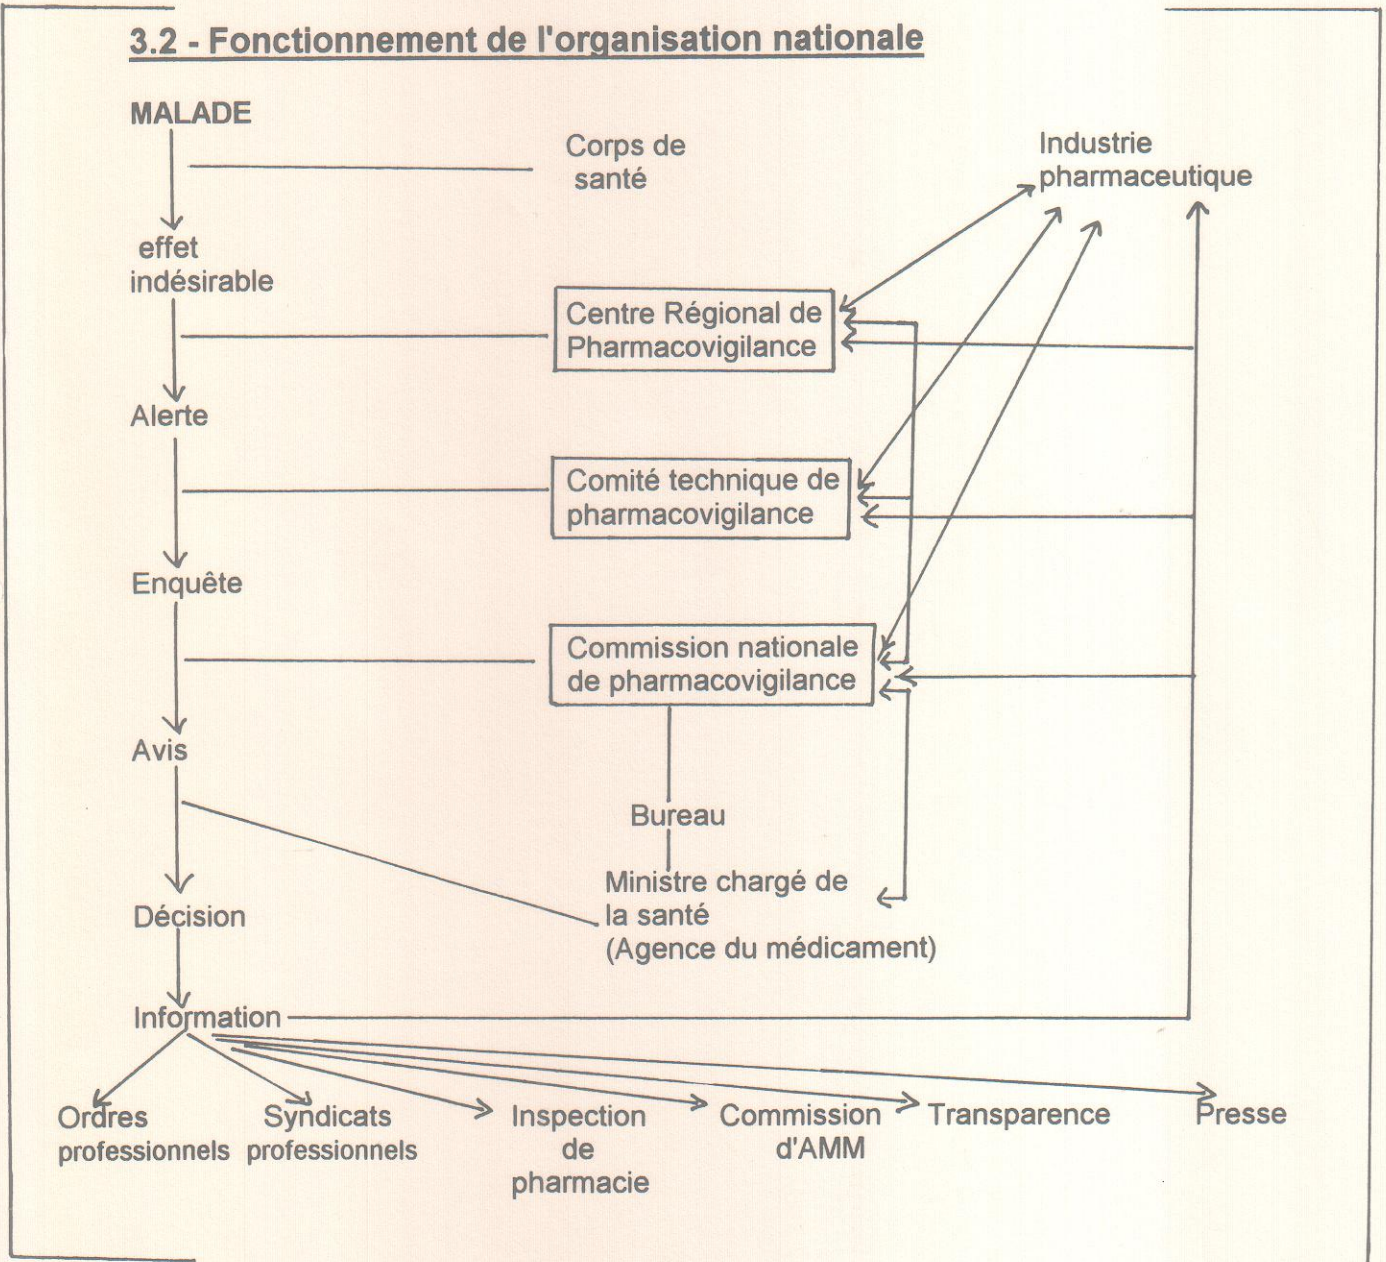 3.2 - Fonctionnement de l'organisation nationale
MALADE
Corps de
santé
Industrie
pharmaceutique
effet
indésirable
Centre Régional de
Pharmacovigilance
Alerte
Comité technique de
pharmacovigilance
Enquête
Commission nationale
de pharmacovigilance
Avis
Bureau
Ministre chargé de
la santé
(Agence du médicament)
Décision
Information
Ordres
professionnels
Syndicats
professionnels
Inspection
de
pharmacie
Commission
d'AMM
Transparence
Presse